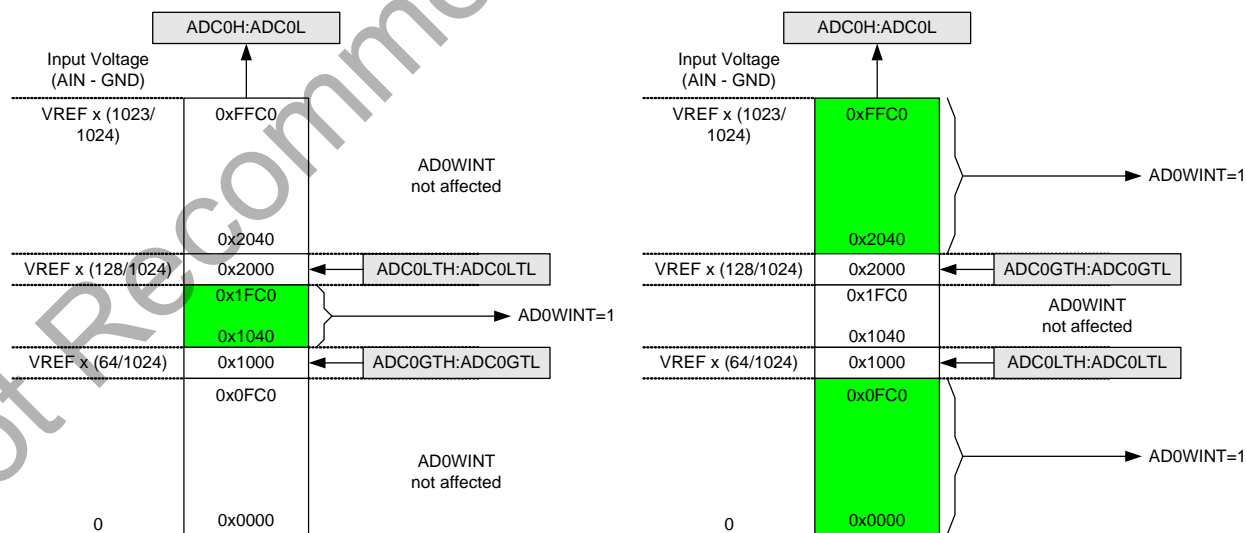 ADC0H:ADC0L
Input Voltage
(AIN - GND)
VREF x (1023/
1024)
0xFFC0
AD0WINT
not affected
0x2040
VREF x (128/1024)
0x2000
ADC0LTH:ADC0LTL
0x1FC0
AD0WINT=1
0x1040
VREF x (64/1024)
0x1000
ADC0GTH:ADC0GTL
0x0FC0
AD0WINT
not affected
0
0x0000
ADC0H:ADC0L
Input Voltage
(AIN - GND)
VREF x (1023/
1024)
0xFFC0
AD0WINT=1
0x2040
VREF x (128/1024)
0x2000
ADC0GTH:ADC0GTL
0x1FC0
AD0WINT
not affected
0x1040
VREF x (64/1024)
0x1000
ADC0LTH:ADC0LTL
0x0FC0
AD0WINT=1
0
0x0000